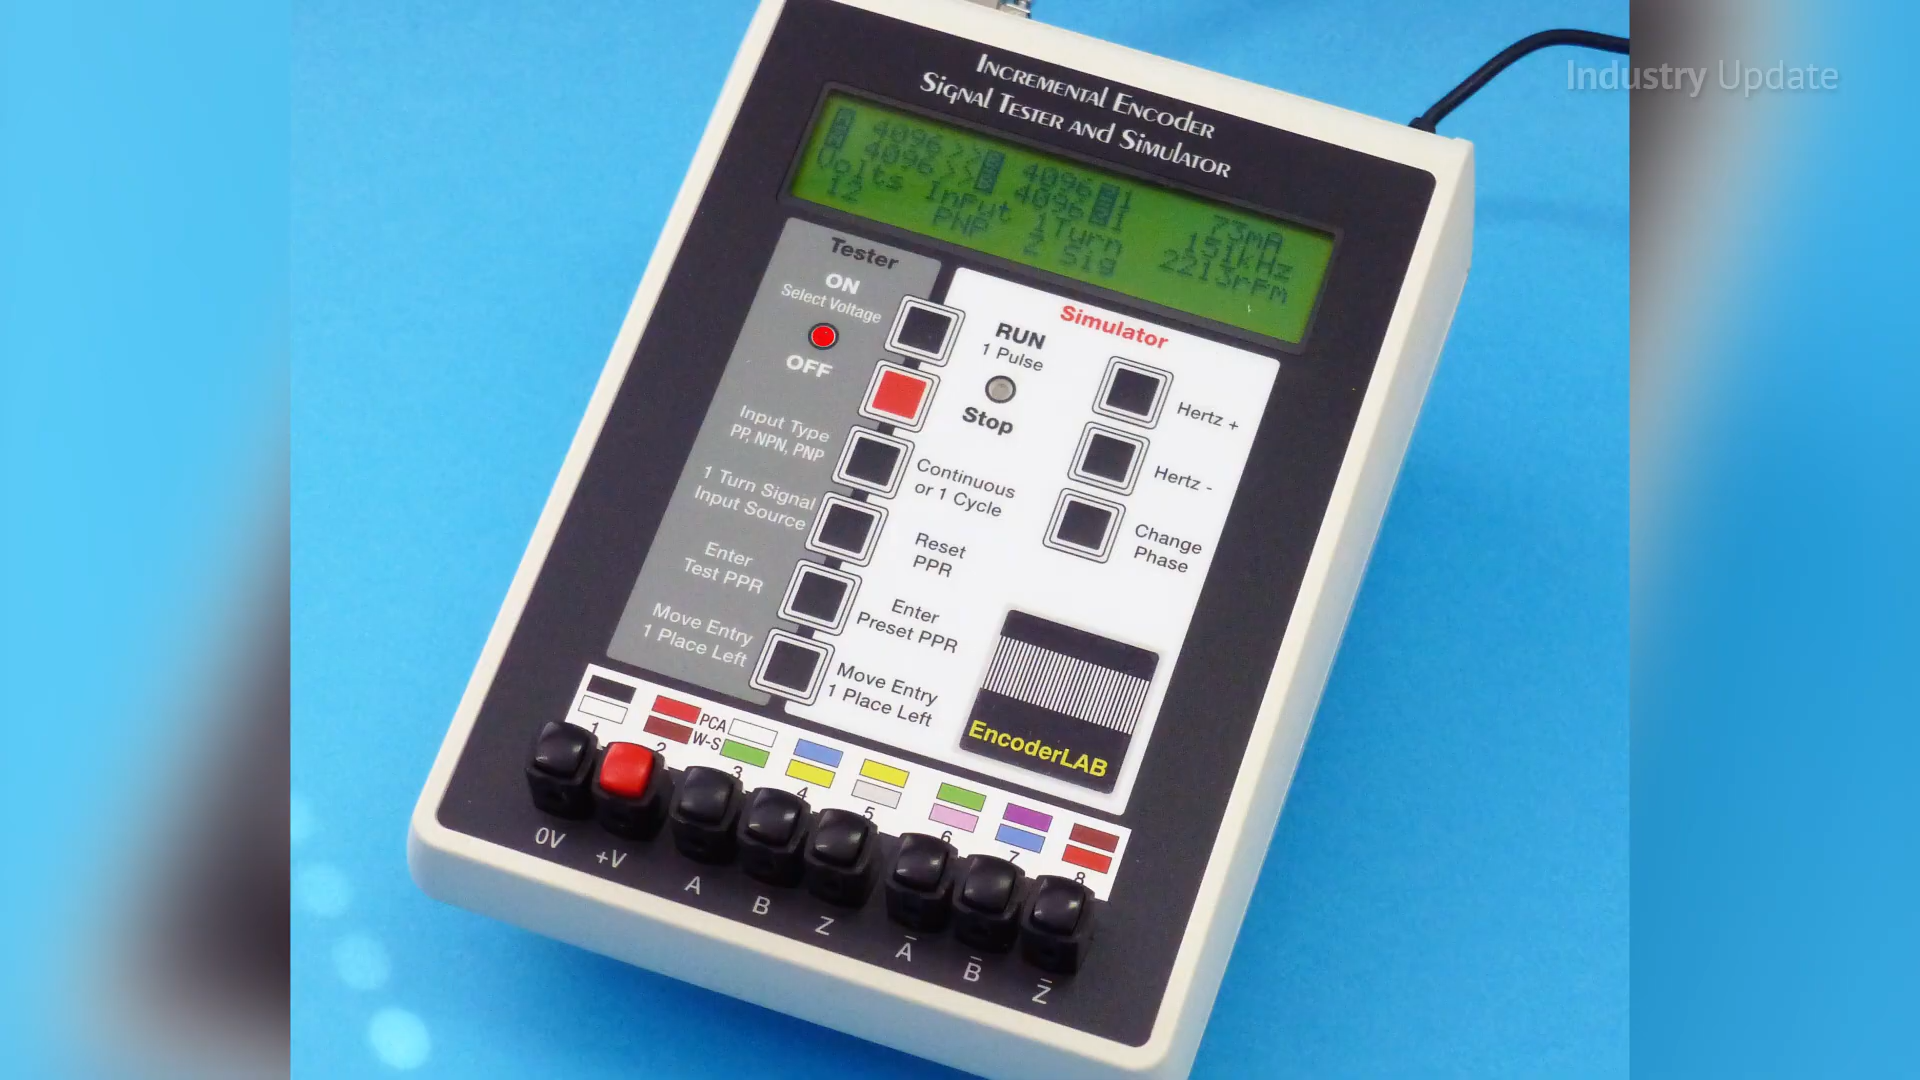 Industry Update
INCREMENTAL ENCODER
SIGNAL TESTER AND SIMULATOR
A 4096>>B 4096 Z 1 73mA
4096>> 4096 1 151kHz
Volts Input 1Turn 2213rpm
12 PNP Z Sig
Tester
ON
Select Voltage
OFF
Input Type
PP, NPN, PNP
1 Turn Signal
Input Source
Enter
Test PPR
Move Entry
1 Place Left
Simulator
RUN
1 Pulse
Stop
Continuous
or 1 Cycle
Reset
PPR
Enter
Preset PPR
Move Entry
1 Place Left
Hertz +
Hertz -
Change
Phase
EncoderLAB
PCA
W-S
1 2 3 4 5 6 7 8
0V +V A B Z A̅ B̅ Z̅